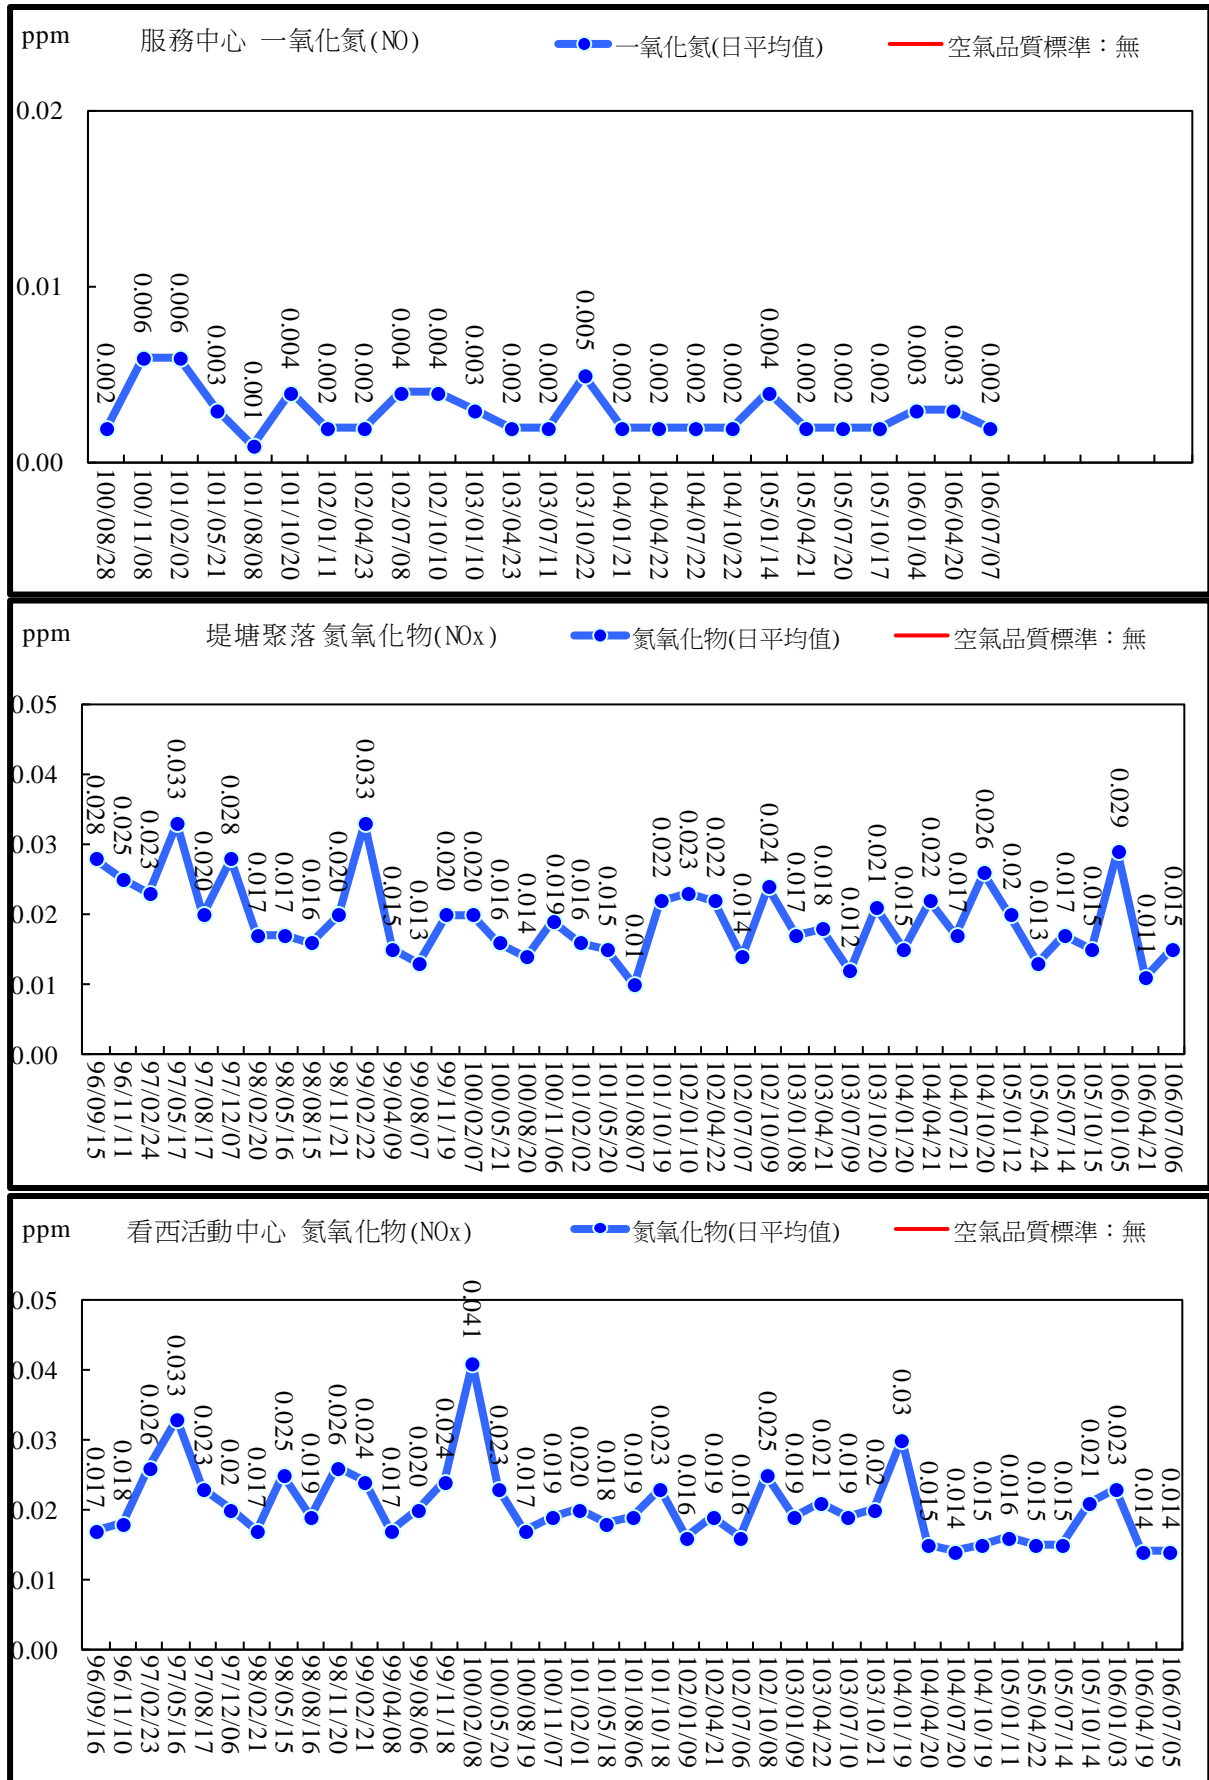 ppm 服務中心 一氧化氮(NO) 一氧化氮(日平均值) 空氣品質標準：無
0.02
0.01
0.00
0.002 0.006 0.006 0.003 0.001 0.004 0.002 0.002 0.004 0.004 0.003 0.002 0.002 0.005 0.002 0.002 0.002 0.002 0.004 0.002 0.002 0.002 0.003 0.003 0.002
100/08/28 100/11/08 101/02/02 101/05/21 101/08/08 101/10/20 102/01/11 102/04/23 102/07/08 102/10/10 103/01/10 103/04/23 103/07/11 103/10/22 104/01/21 104/04/22 104/07/22 104/10/22 105/01/14 105/04/21 105/07/20 105/10/17 106/01/04 106/04/20 106/07/07
ppm 堤塘聚落 氮氧化物(NOx) 氮氧化物(日平均值) 空氣品質標準：無
0.05
0.04
0.03
0.02
0.01
0.00
0.028 0.025 0.023 0.033 0.020 0.028 0.017 0.017 0.016 0.020 0.033 0.015 0.013 0.020 0.020 0.016 0.014 0.019 0.016 0.015 0.01 0.022 0.023 0.022 0.014 0.024 0.017 0.018 0.012 0.021 0.015 0.022 0.017 0.026 0.02 0.013 0.017 0.015 0.029 0.011 0.015
96/09/15 96/11/11 97/02/24 97/05/17 97/08/17 97/12/07 98/02/20 98/05/16 98/08/15 98/11/21 99/02/22 99/04/09 99/08/07 99/11/19 100/02/07 100/05/21 100/08/20 100/11/06 101/02/02 101/05/20 101/08/07 101/10/19 102/01/10 102/04/22 102/07/07 102/10/09 103/01/08 103/04/21 103/07/09 103/10/20 104/01/20 104/04/21 104/07/21 104/10/20 105/01/12 105/04/24 105/07/14 105/10/15 106/01/05 106/04/21 106/07/06
ppm 看西活動中心 氮氧化物(NOx) 氮氧化物(日平均值) 空氣品質標準：無
0.05
0.04
0.03
0.02
0.01
0.00
0.017 0.018 0.026 0.033 0.023 0.02 0.017 0.025 0.019 0.026 0.024 0.017 0.020 0.024 0.041 0.023 0.017 0.019 0.020 0.018 0.019 0.023 0.016 0.019 0.016 0.025 0.019 0.021 0.019 0.02 0.03 0.015 0.014 0.015 0.016 0.015 0.015 0.021 0.023 0.014 0.014
96/09/16 96/11/10 97/02/23 97/05/16 97/08/17 97/12/06 98/02/21 98/05/15 98/08/16 98/11/20 99/02/21 99/04/08 99/08/06 99/11/18 100/02/08 100/05/20 100/08/19 100/11/07 101/02/01 101/05/18 101/08/06 101/10/18 102/01/09 102/04/21 102/07/06 102/10/08 103/01/09 103/04/22 103/07/10 103/10/21 104/01/19 104/04/20 104/07/20 104/10/19 105/01/11 105/04/22 105/07/14 105/10/14 106/01/03 106/04/19 106/07/05